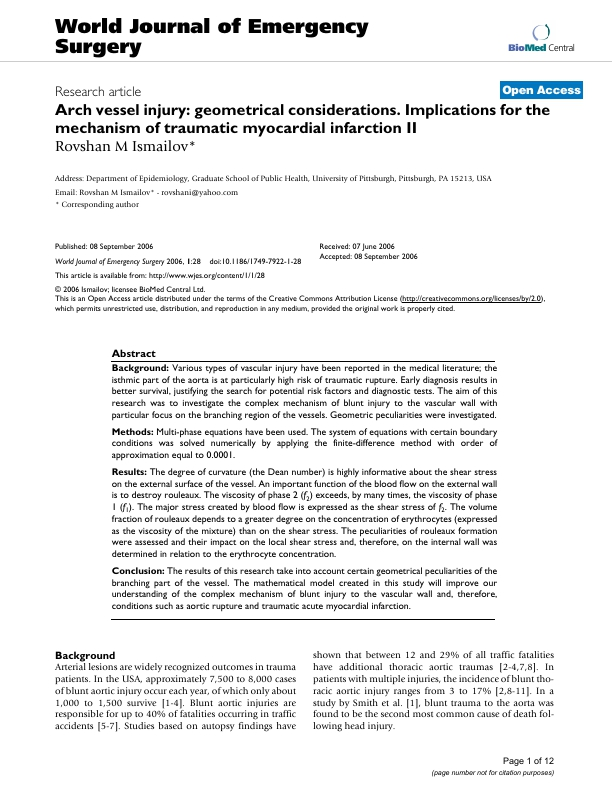 World Journal of Emergency
Surgery
BioMed Central
Research article
Open Access
Arch vessel injury: geometrical considerations. Implications for the
mechanism of traumatic myocardial infarction II
Rovshan M Ismailov*
Address: Department of Epidemiology, Graduate School of Public Health, University of Pittsburgh, Pittsburgh, PA 15213, USA
Email: Rovshan M Ismailov* - rovshani@yahoo.com
* Corresponding author
Published: 08 September 2006
World Journal of Emergency Surgery 2006, 1:28 doi:10.1186/1749-7922-1-28
This article is available from: http://www.wjes.org/content/1/1/28
Received: 07 June 2006
Accepted: 08 September 2006
© 2006 Ismailov; licensee BioMed Central Ltd.
This is an Open Access article distributed under the terms of the Creative Commons Attribution License (http://creativecommons.org/licenses/by/2.0),
which permits unrestricted use, distribution, and reproduction in any medium, provided the original work is properly cited.
Abstract
Background: Various types of vascular injury have been reported in the medical literature; the
isthmic part of the aorta is at particularly high risk of traumatic rupture. Early diagnosis results in
better survival, justifying the search for potential risk factors and diagnostic tests. The aim of this
research was to investigate the complex mechanism of blunt injury to the vascular wall with
particular focus on the branching region of the vessels. Geometric peculiarities were investigated.
Methods: Multi-phase equations have been used. The system of equations with certain boundary
conditions was solved numerically by applying the finite-difference method with order of
approximation equal to 0.0001.
Results: The degree of curvature (the Dean number) is highly informative about the shear stress
on the external surface of the vessel. An important function of the blood flow on the external wall
is to destroy rouleaux. The viscosity of phase 2 (f2) exceeds, by many times, the viscosity of phase
1 (f1). The major stress created by blood flow is expressed as the shear stress of f2. The volume
fraction of rouleaux depends to a greater degree on the concentration of erythrocytes (expressed
as the viscosity of the mixture) than on the shear stress. The peculiarities of rouleaux formation
were assessed and their impact on the local shear stress and, therefore, on the internal wall was
determined in relation to the erythrocyte concentration.
Conclusion: The results of this research take into account certain geometrical peculiarities of the
branching part of the vessel. The mathematical model created in this study will improve our
understanding of the complex mechanism of blunt injury to the vascular wall and, therefore,
conditions such as aortic rupture and traumatic acute myocardial infarction.
Background
Arterial lesions are widely recognized outcomes in trauma
patients. In the USA, approximately 7,500 to 8,000 cases
of blunt aortic injury occur each year, of which only about
1,000 to 1,500 survive [1-4]. Blunt aortic injuries are
responsible for up to 40% of fatalities occurring in traffic
accidents [5-7]. Studies based on autopsy findings have
shown that between 12 and 29% of all traffic fatalities
have additional thoracic aortic traumas [2-4,7,8]. In
patients with multiple injuries, the incidence of blunt tho-
racic aortic injury ranges from 3 to 17% [2,8-11]. In a
study by Smith et al. [1], blunt trauma to the aorta was
found to be the second most common cause of death fol-
lowing head injury.
Page 1 of 12
(page number not for citation purposes)